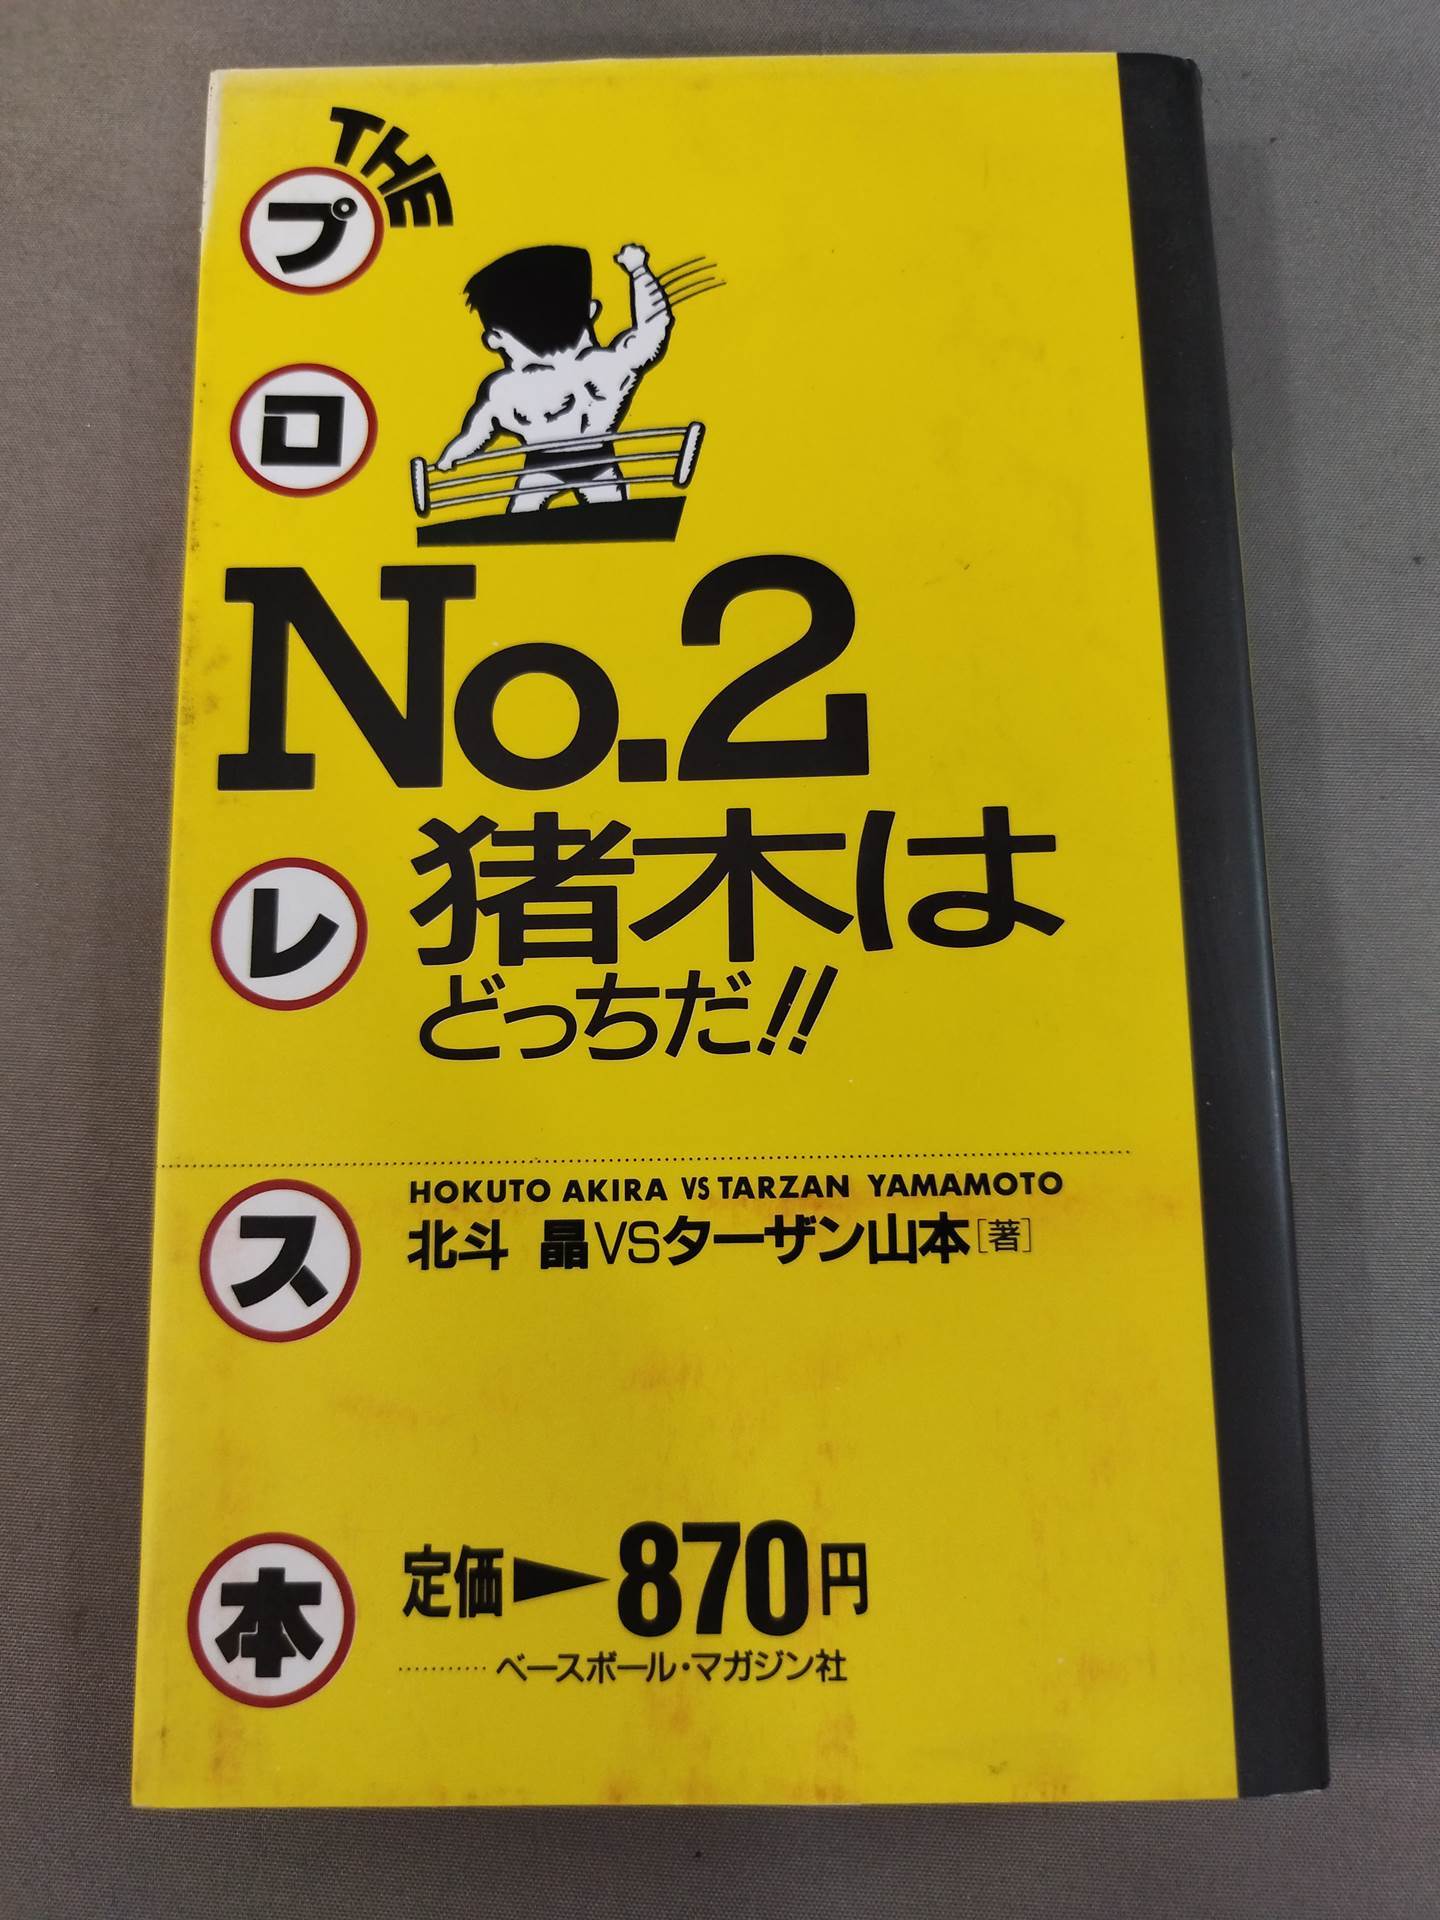 THE
プロレス本
No.2
猪木は
どっちだ!!
HOKUTO AKIRA VS TARZAN YAMAMOTO
北斗 晶VSターザン山本[著]
定価▶870円
ベースボール・マガジン社